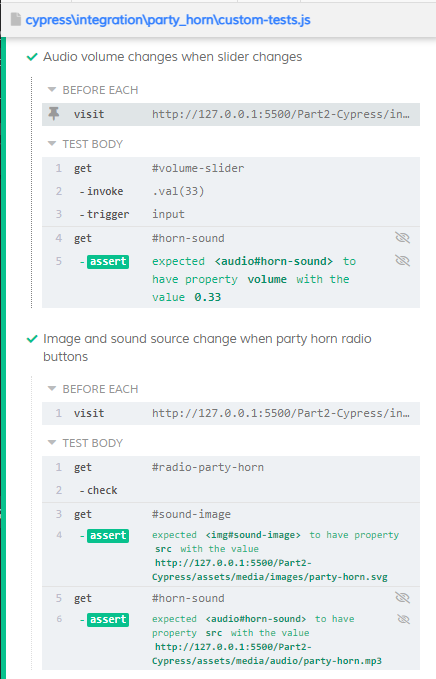 cypress\integration\party_horn\custom-tests.js
Audio volume changes when slider changes
BEFORE EACH
visit http://127.0.0.1:5500/Part2-Cypress/in...
TEST BODY
1 get #volume-slider
2 -invoke .val(33)
3 -trigger input
4 get #horn-sound
5 -assert expected <audio#horn-sound> to
have property volume with the
value 0.33
Image and sound source change when party horn radio
buttons
BEFORE EACH
1 visit http://127.0.0.1:5500/Part2-Cypress/in...
TEST BODY
1 get #radio-party-horn
2 -check
3 get #sound-image
4 -assert expected <img#sound-image> to have property
src with the value
http://127.0.0.1:5500/Part2-
Cypress/assets/media/images/party-horn.svg
5 get #horn-sound
6 -assert expected <audio#horn-sound> to have
property src with the value
http://127.0.0.1:5500/Part2-
Cypress/assets/media/audio/party-horn.mp3